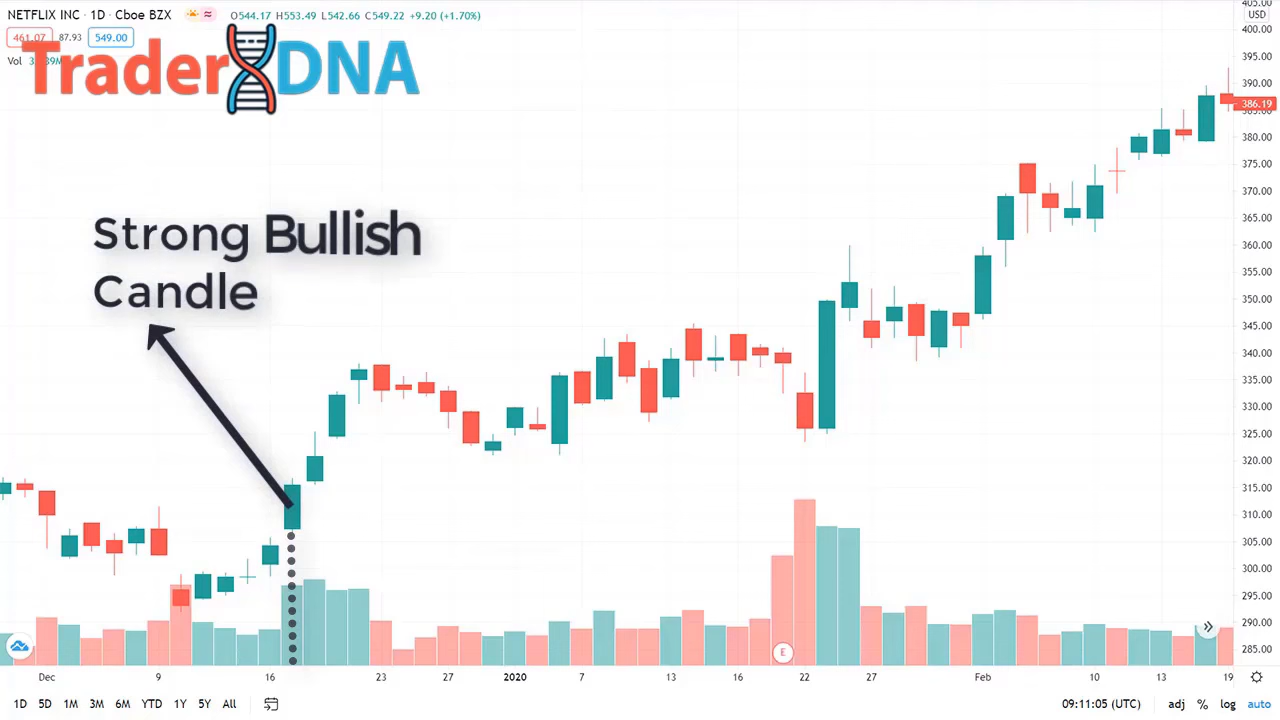 NETFLIX INC · 1D · Cboe BZX O544.17 H553.49 L542.66 C549.22 +9.20 (+1.70%)
461.07 87.93 549.00
Vol
TraderDNA
Strong Bullish
Candle
405.00
USD
400.00
395.00
390.00
386.19
385.00
380.00
375.00
370.00
365.00
360.00
355.00
350.00
345.00
340.00
335.00
330.00
325.00
320.00
315.00
310.00
305.00
300.00
295.00
290.00
285.00
E
Dec 9 16 23 27 2020 7 13 16 22 27 Feb 10 13 19
1D 5D 1M 3M 6M YTD 1Y 5Y All 09:11:05 (UTC) adj % log auto